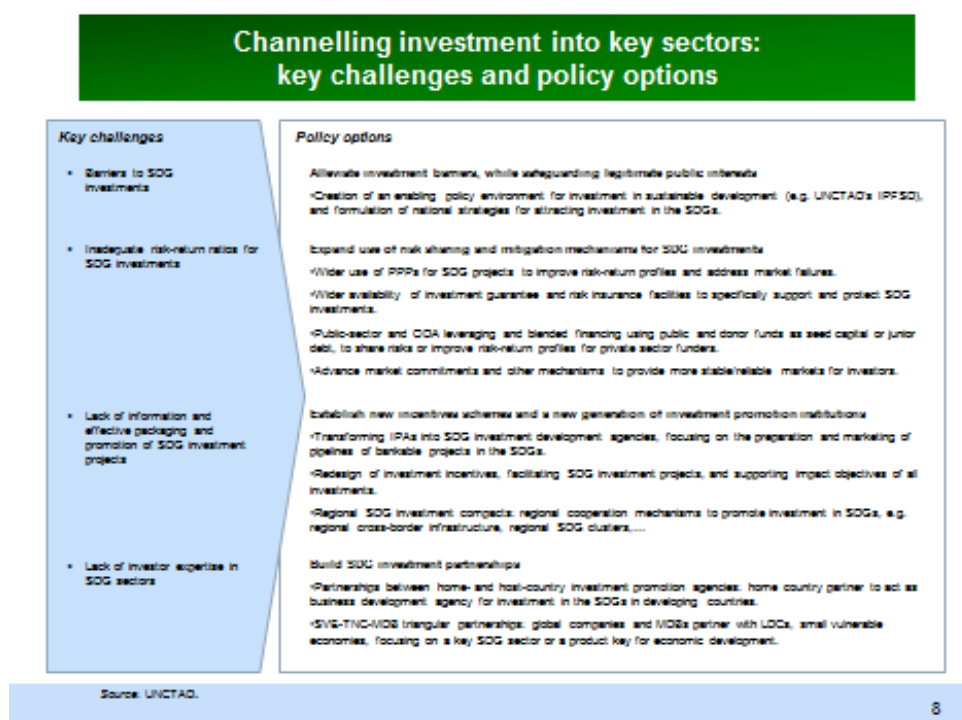 Channelling investment into key sectors:
key challenges and policy options
Key challenges
• Barriers to SDG
investments
• Inadequate risk-return ratios for
SDG investments
• Lack of information and
effective packaging and
promotion of SDG investment
projects
• Lack of investor expertise in
SDG sectors
Policy options
Alleviate investment barriers, while safeguarding legitimate public interests
•Creation of an enabling policy environment for investment in sustainable development (e.g. UNCTAD's IPFSD),
and formulation of national strategies for attracting investment in the SDGs.
Expand use of risk sharing and mitigation mechanisms for SDG investments
•Wider use of PPPs for SDG projects to improve risk-return profiles and address market failures.
•Wider availability of investment guarantee and risk insurance facilities to specifically support and protect SDG
investments.
•Public-sector and ODA leveraging and blended financing using public and donor funds as seed capital or junior
debt, to share risks or improve risk-return profiles for private sector funders.
•Advance market commitments and other mechanisms to provide more stable/reliable markets for investors.
Establish new incentives schemes and a new generation of investment promotion institutions
•Transforming IPAs into SDG investment development agencies, focusing on the preparation and marketing of
pipelines of bankable projects in the SDGs.
•Redesign of investment incentives, facilitating SDG investment projects, and supporting impact objectives of all
investments.
•Regional SDG investment compacts: regional cooperation mechanisms to promote investment in SDGs, e.g.
regional cross-border infrastructure, regional SDG clusters,...
Build SDG investment partnerships
•Partnerships between home- and host-country investment promotion agencies: home country partner to act as
business development agency for investment in the SDGs in developing countries.
•SVE-TNC-MDB triangular partnerships: global companies and MDBs partner with LDCs, small vulnerable
economies, focusing on a key SDG sector or a product key for economic development.
Source: UNCTAD.
8